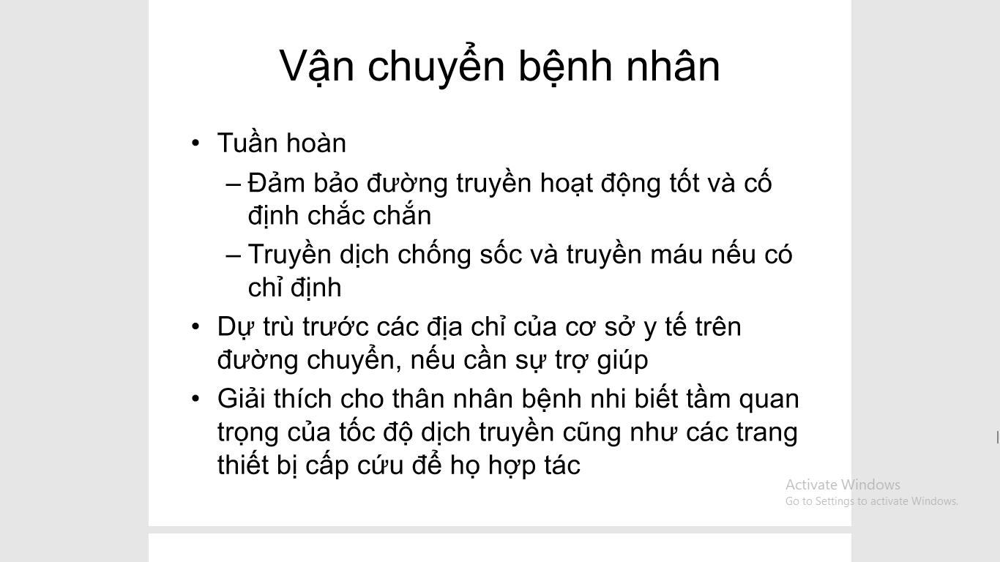 Vận chuyển bệnh nhân
• Tuần hoàn
– Đảm bảo đường truyền hoạt động tốt và cố
định chắc chắn
– Truyền dịch chống sốc và truyền máu nếu có
chỉ định
• Dự trù trước các địa chỉ của cơ sở y tế trên
đường chuyển, nếu cần sự trợ giúp
• Giải thích cho thân nhân bệnh nhi biết tầm quan
trọng của tốc độ dịch truyền cũng như các trang
thiết bị cấp cứu để họ hợp tác
Activate Windows
Go to Settings to activate Windows.